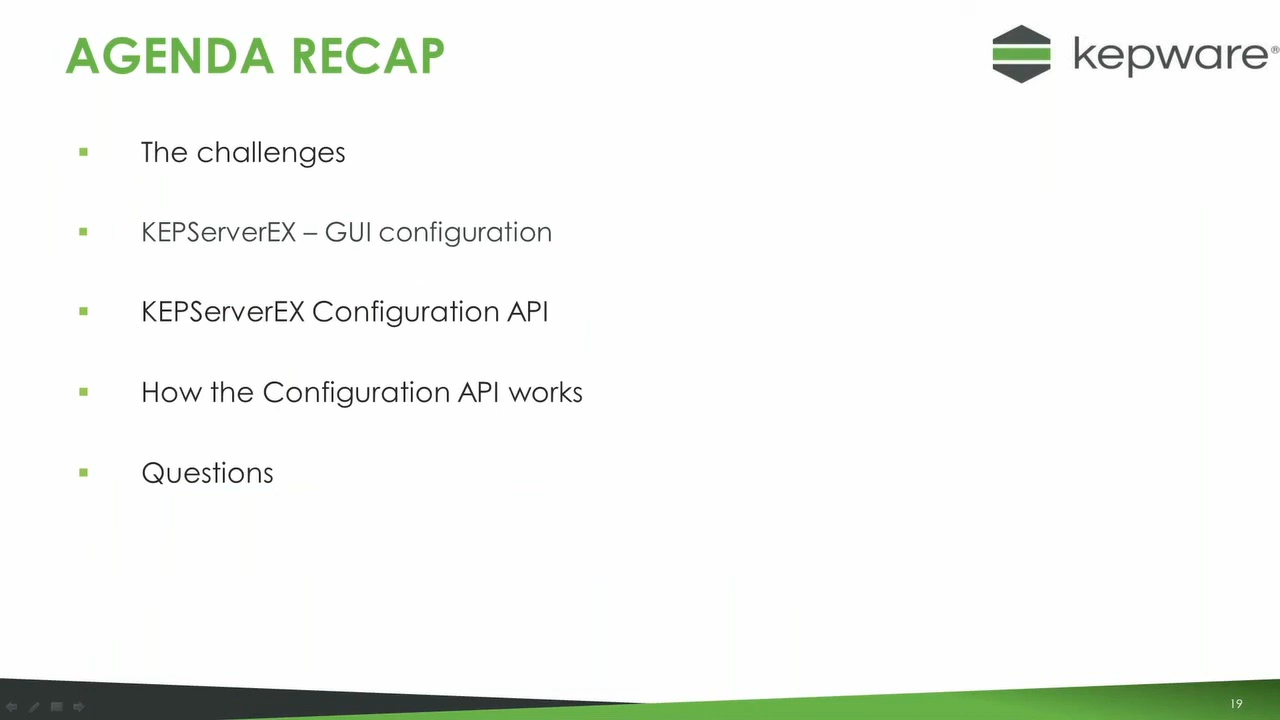 AGENDA RECAP
kepware®
▪ The challenges
▪ KEPServerEX – GUI configuration
▪ KEPServerEX Configuration API
▪ How the Configuration API works
▪ Questions
19